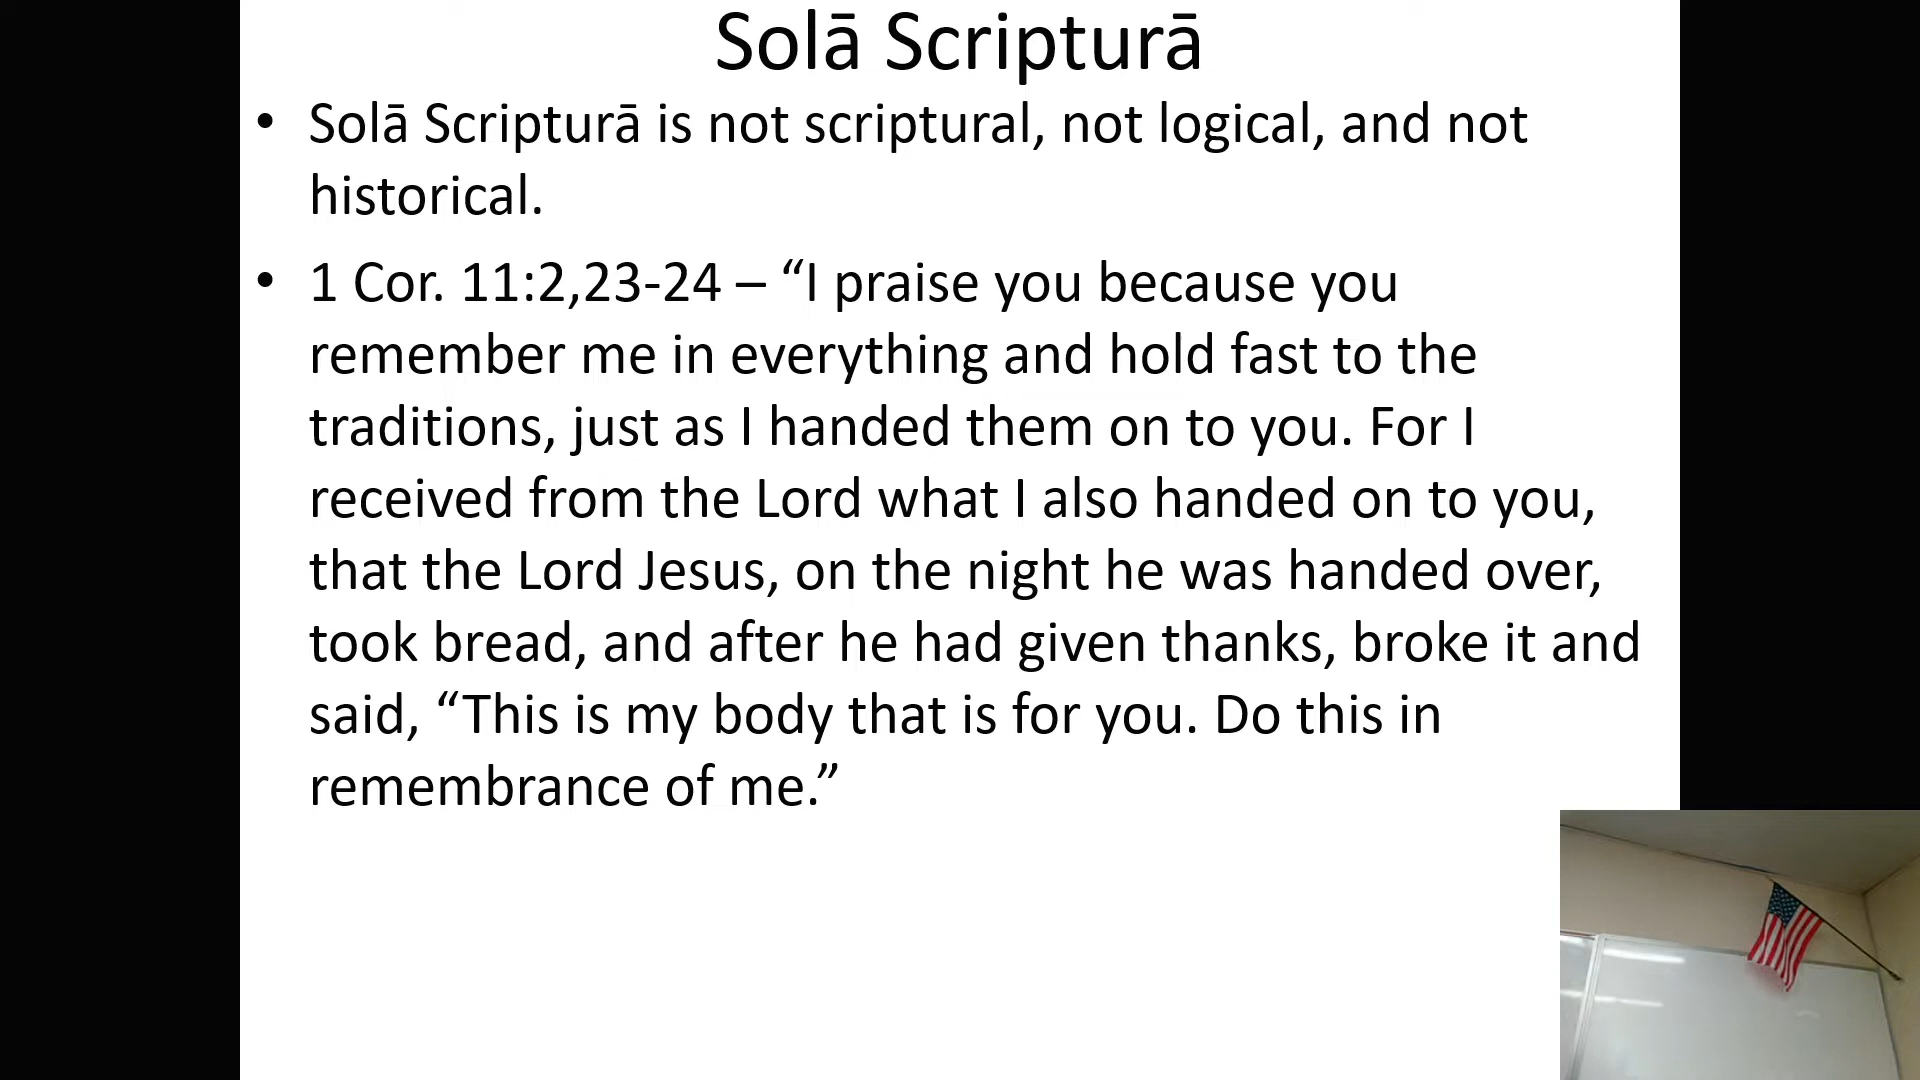 Solā Scripturā
• Solā Scripturā is not scriptural, not logical, and not
historical.
• 1 Cor. 11:2,23-24 – “I praise you because you
remember me in everything and hold fast to the
traditions, just as I handed them on to you. For I
received from the Lord what I also handed on to you,
that the Lord Jesus, on the night he was handed over,
took bread, and after he had given thanks, broke it and
said, “This is my body that is for you. Do this in
remembrance of me.”